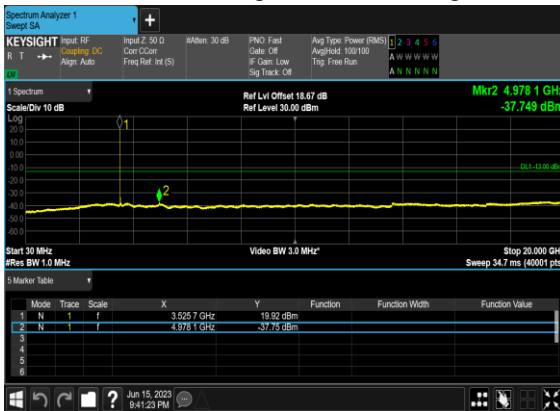 Spectrum Analyzer 1
Swept SA
KEYSIGHT Input: RF Input Z: 50 Ω #Atten: 30 dB PNO: Fast Avg Type: Power (RMS) 1 2 3 4 5 6
R T Coupling: DC Corr CCorr Gate: Off Avg|Hold: 100/100 A W W W W W
Align: Auto Freq Ref: Int (S) IF Gain: Low Trig: Free Run
Sig Track: Off A N N N N N
1 Spectrum Ref Lvl Offset 18.67 dB Mkr2 4.978 1 GHz
Scale/Div 10 dB Ref Level 30.00 dBm -37.749 dBm
Log
20.0
10.0
0.00
-10.0
-20.0
-30.0
-40.0
-50.0
-60.0
1
2
DL1 -13.00 dBm
Start 30 MHz Video BW 3.0 MHz* Stop 20.000 GH
#Res BW 1.0 MHz Sweep 34.7 ms (40001 pts
5 Marker Table
Mode Trace Scale X Y Function Function Width Function Value
1 N 1 f 3.525 7 GHz 19.92 dBm
2 N 1 f 4.978 1 GHz -37.75 dBm
3
4
5
6
? Jun 15, 2023
9:41:23 PM